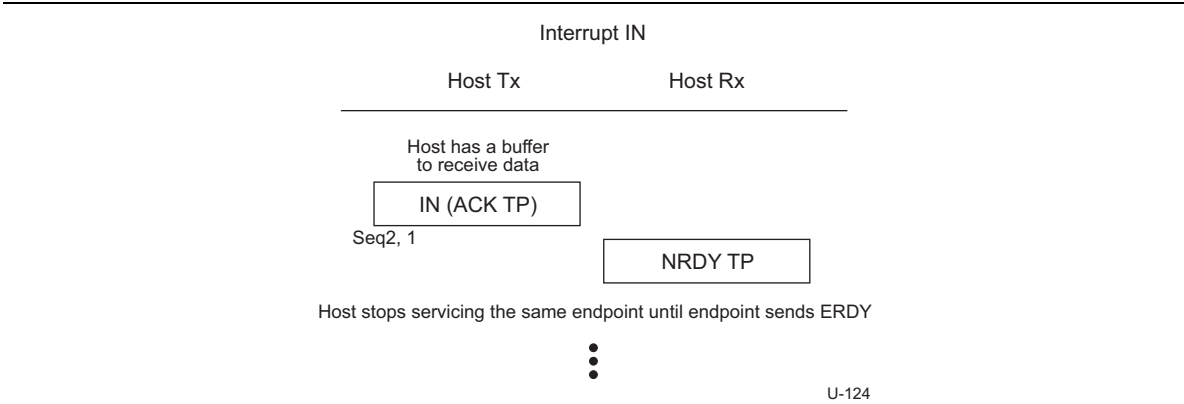 Interrupt IN
Host Tx
Host Rx
Host has a buffer
to receive data
IN (ACK TP)
Seq2, 1
NRDY TP
Host stops servicing the same endpoint until endpoint sends ERDY
U-124